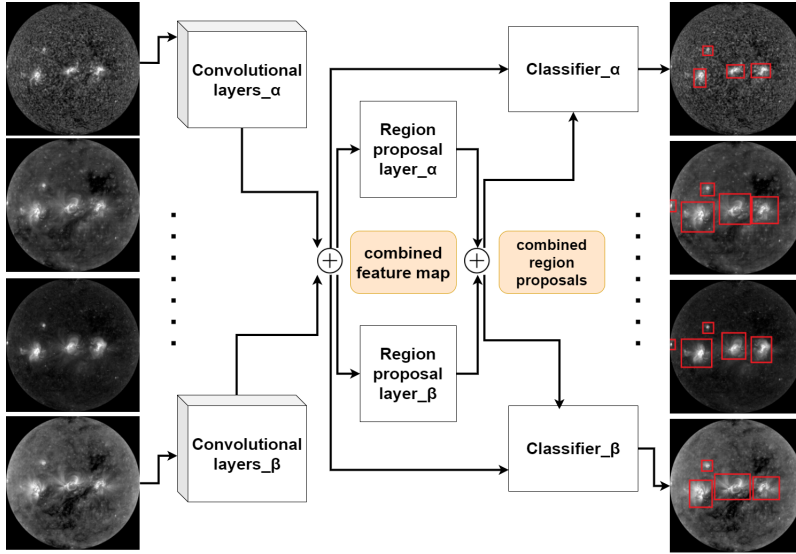 Convolutional
layers_α
Classifier_α
Region
proposal
layer_α
combined
feature map
combined
region
proposals
Region
proposal
layer_β
Convolutional
layers_β
Classifier_β